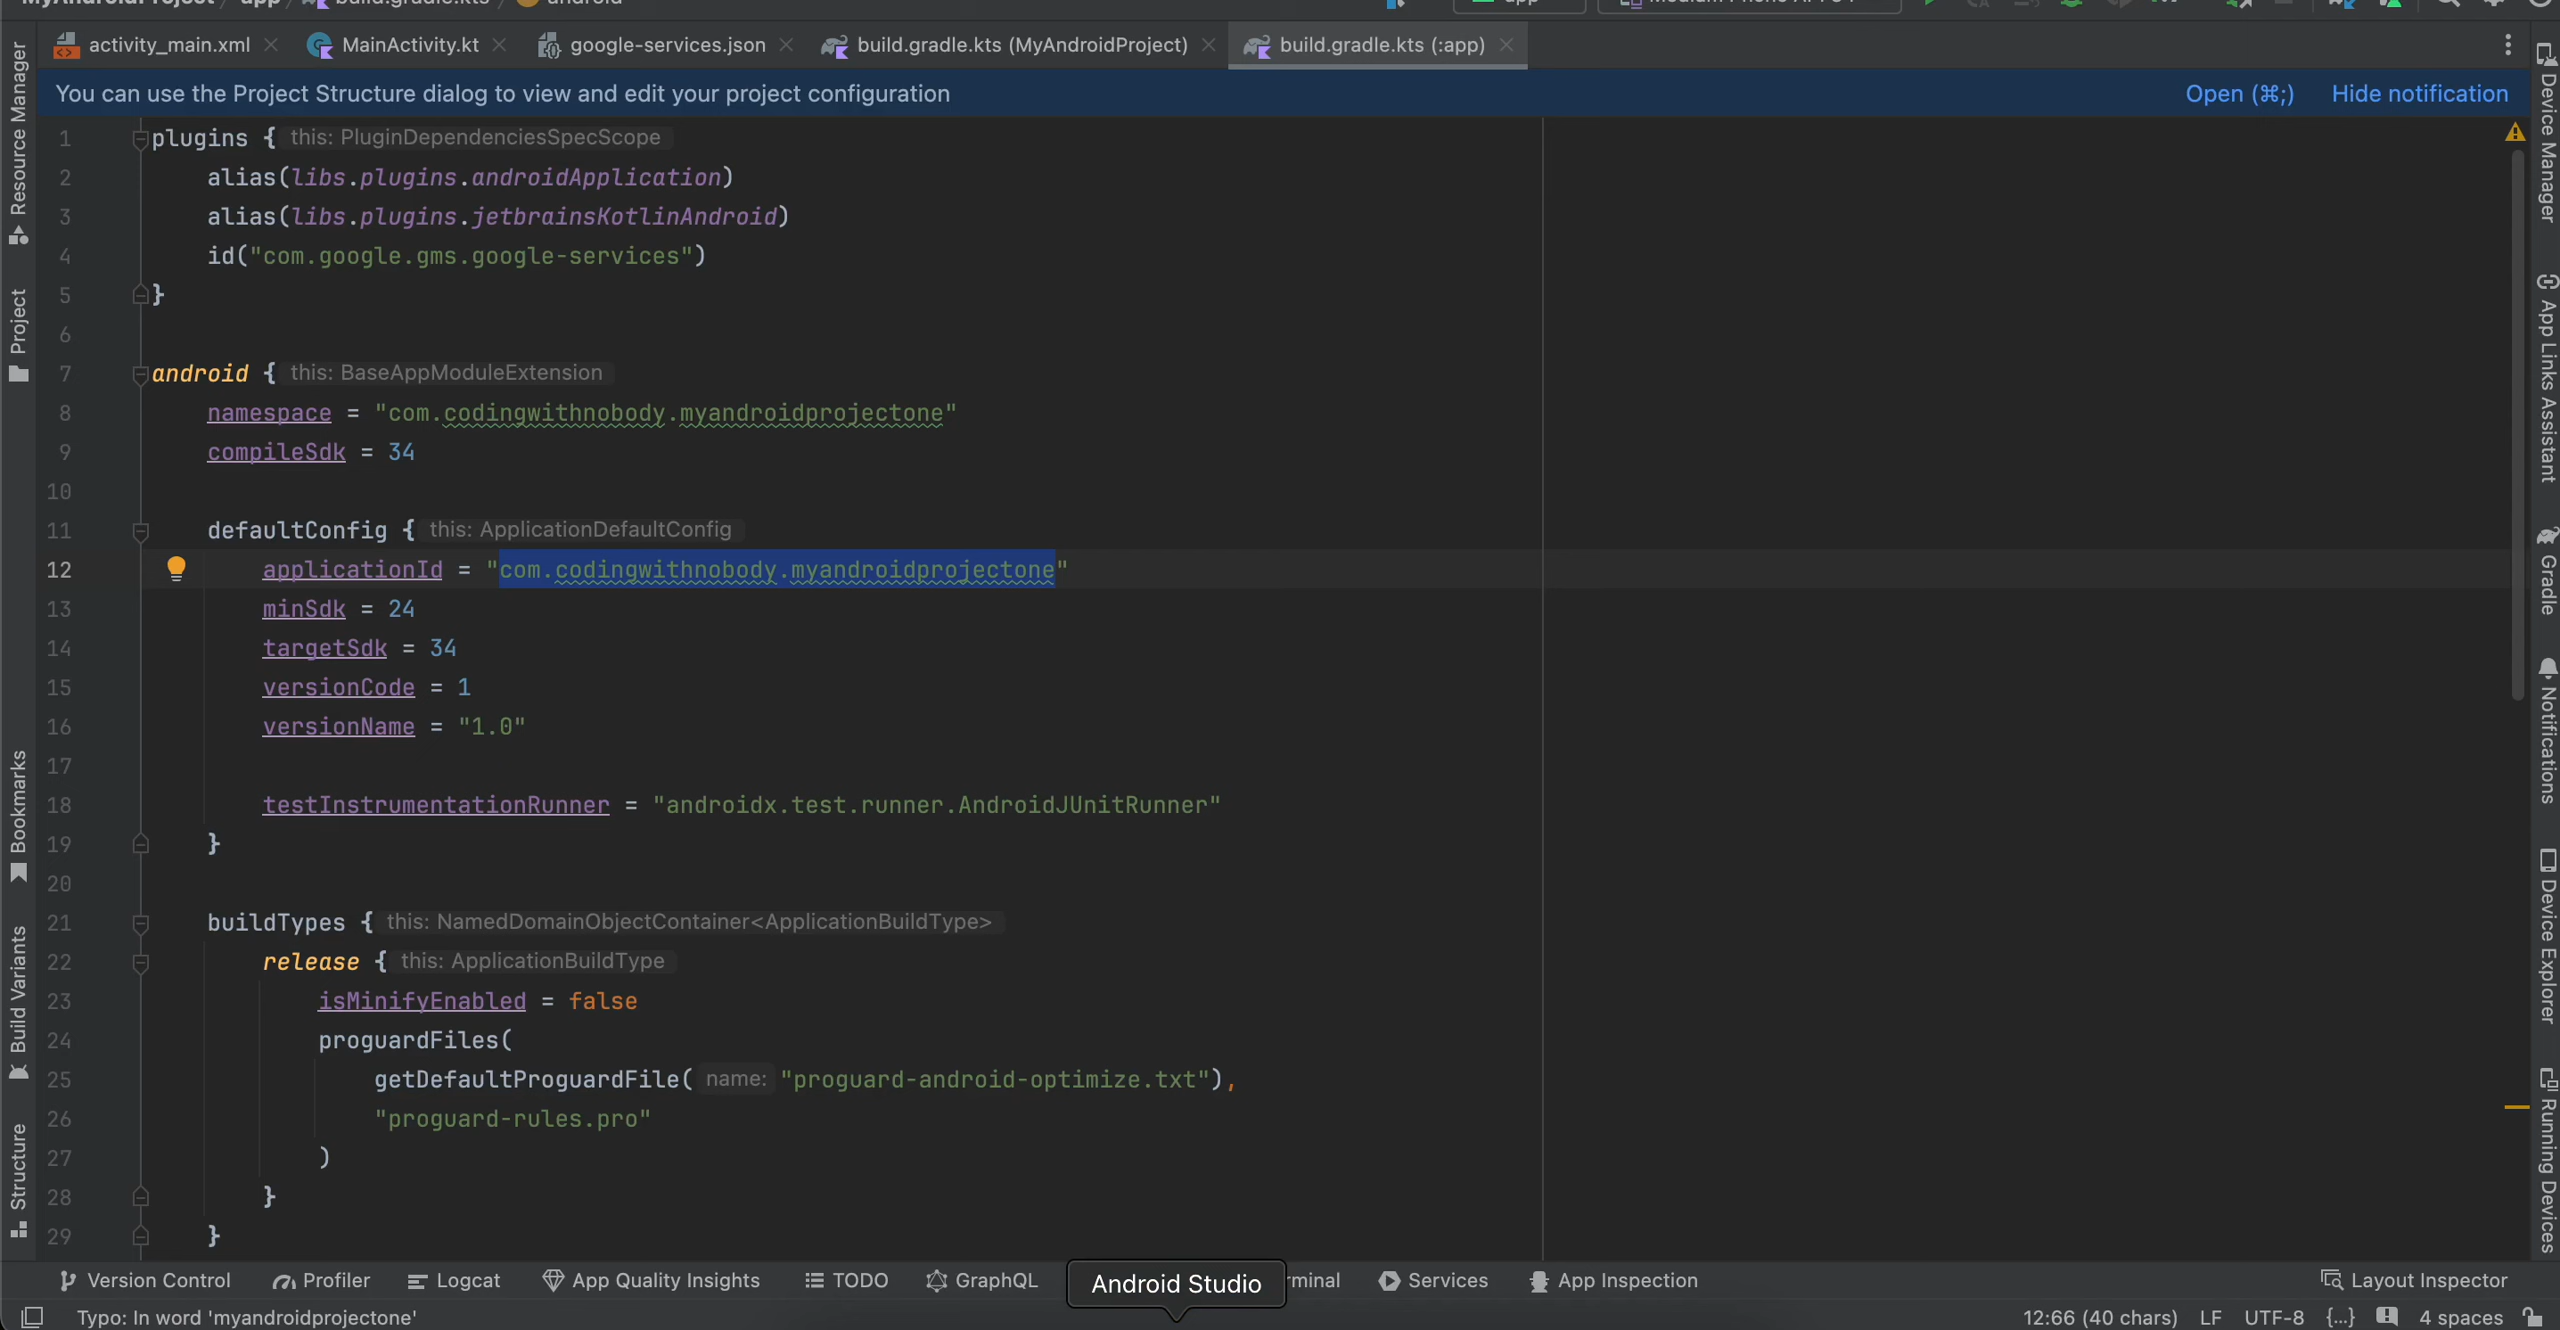 MyAndroidProject app build.gradle.kts android
app
activity_main.xml MainActivity.kt google-services.json build.gradle.kts (MyAndroidProject) build.gradle.kts (:app)
You can use the Project Structure dialog to view and edit your project configuration Open (⌘;) Hide notification
1 plugins { this: PluginDependenciesSpecScope
2 alias(libs.plugins.androidApplication)
3 alias(libs.plugins.jetbrainsKotlinAndroid)
4 id("com.google.gms.google-services")
5 }
6
7 android { this: BaseAppModuleExtension
8 namespace = "com.codingwithnobody.myandroidprojectone"
9 compileSdk = 34
10
11 defaultConfig { this: ApplicationDefaultConfig
12 applicationId = "com.codingwithnobody.myandroidprojectone"
13 minSdk = 24
14 targetSdk = 34
15 versionCode = 1
16 versionName = "1.0"
17
18 testInstrumentationRunner = "androidx.test.runner.AndroidJUnitRunner"
19 }
20
21 buildTypes { this: NamedDomainObjectContainer<ApplicationBuildType>
22 release { this: ApplicationBuildType
23 isMinifyEnabled = false
24 proguardFiles(
25 getDefaultProguardFile( name: "proguard-android-optimize.txt"),
26 "proguard-rules.pro"
27 )
28 }
29 }
Resource Manager
Project
Bookmarks
Build Variants
Structure
Device Manager
App Links Assistant
Gradle
Notifications
Device Explorer
Running Devices
Version Control Profiler Logcat App Quality Insights TODO GraphQL Android Studio rminal Services App Inspection Layout Inspector
Typo: In word 'myandroidprojectone' 12:66 (40 chars) LF UTF-8 {...} 4 spaces